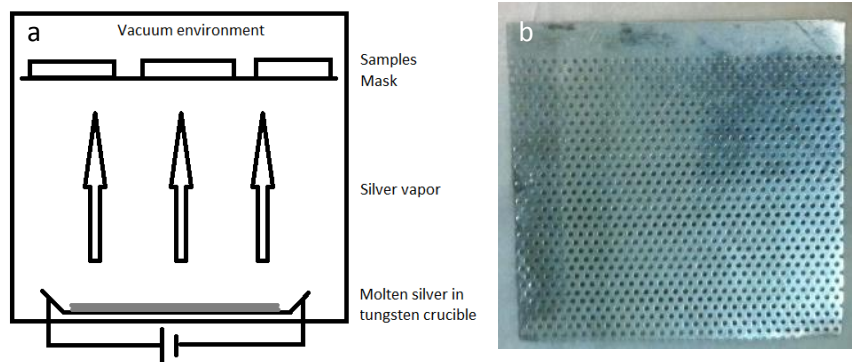 a
Vacuum environment
Samples
Mask
Silver vapor
Molten silver in
tungsten crucible
b